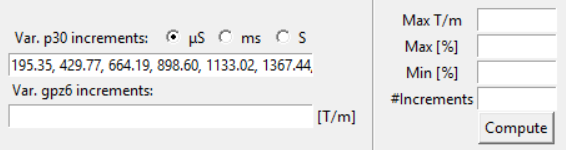 Var. p30 increments: µS ms S
195.35, 429.77, 664.19, 898.60, 1133.02, 1367.44,
Var. gpz6 increments:
[T/m]
Max T/m
Max [%]
Min [%]
#Increments
Compute